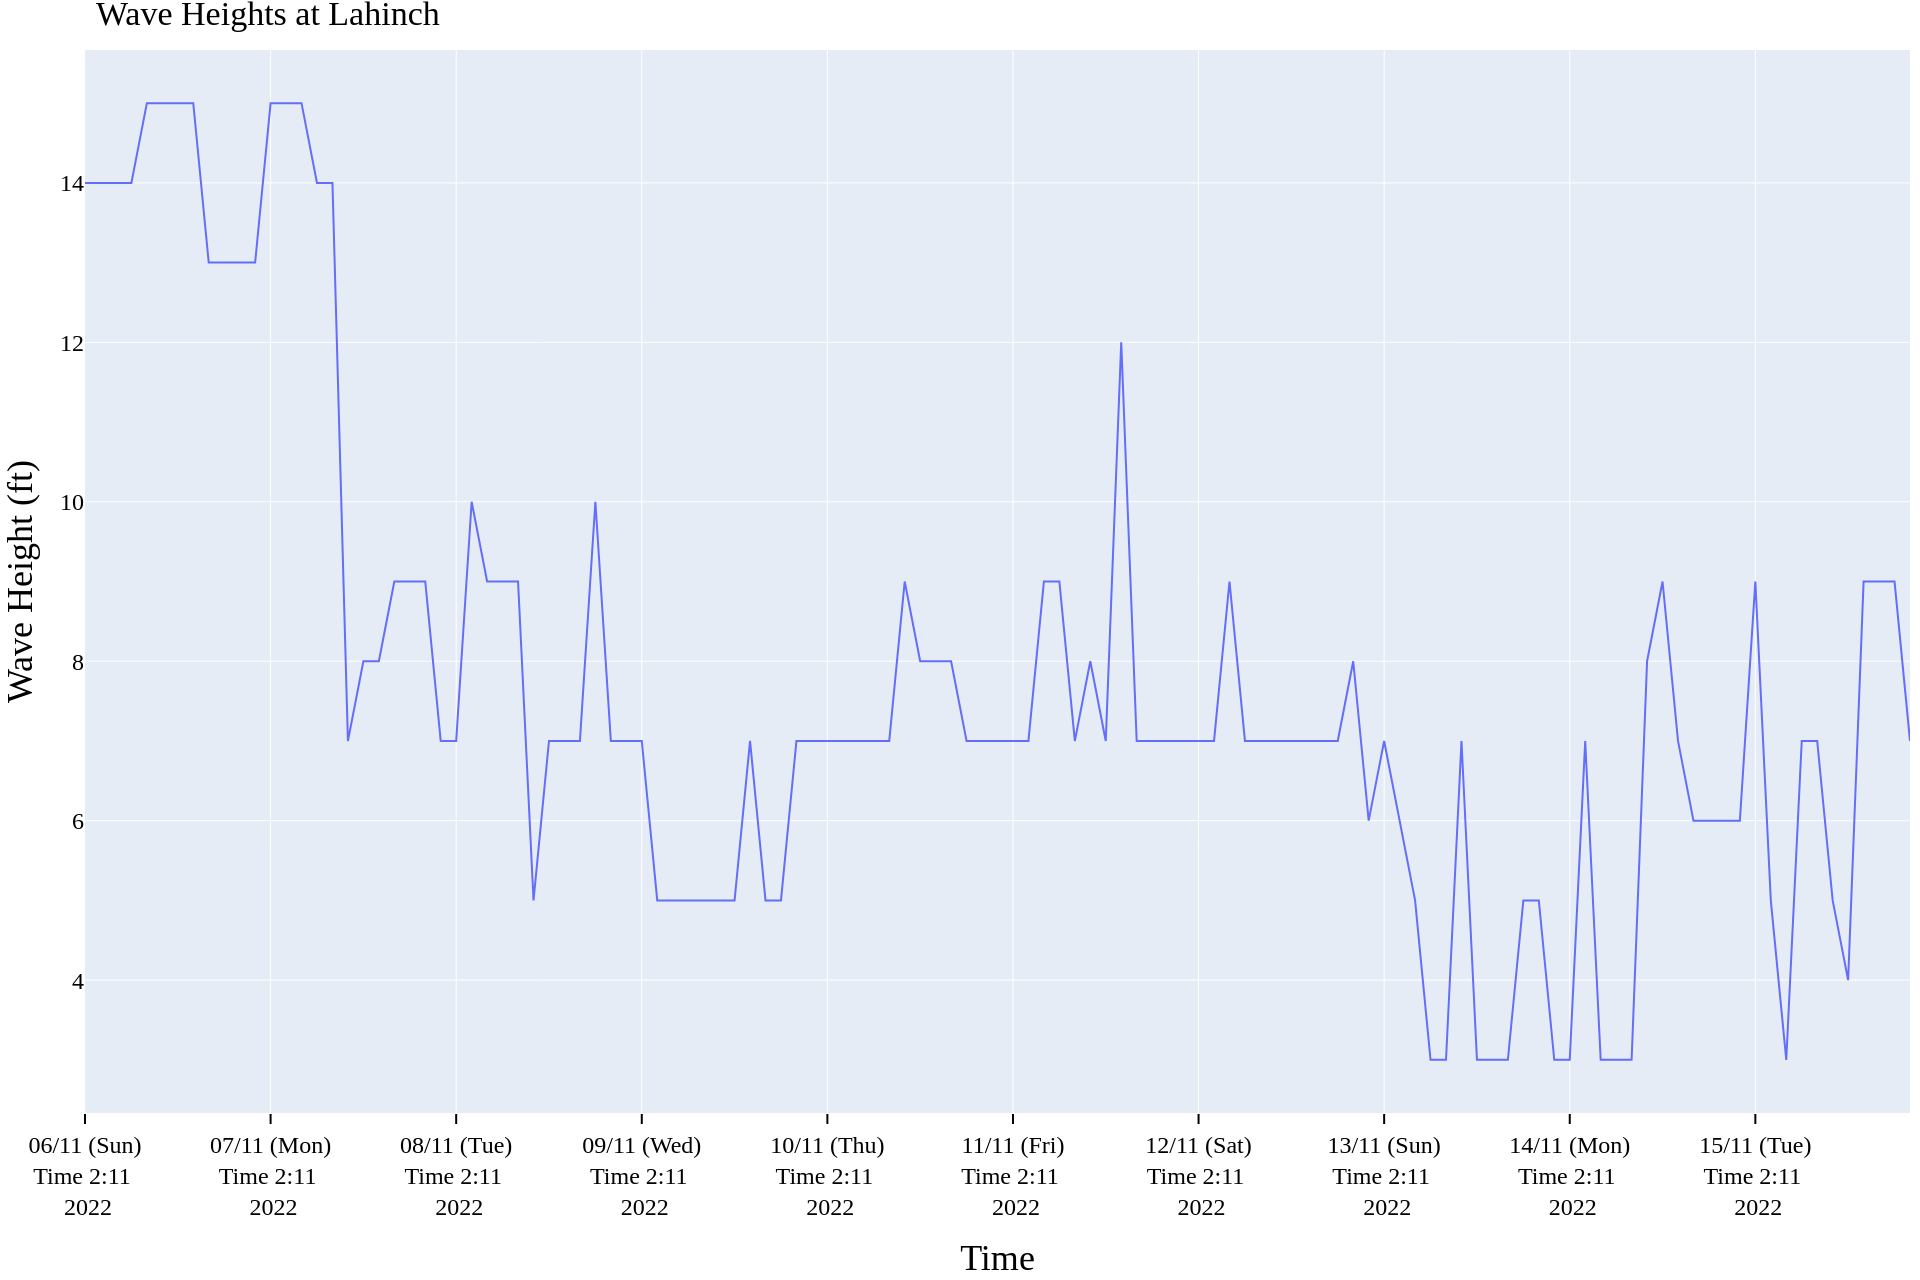 Wave Heights at Lahinch
Wave Height (ft)
14
12
10
8
6
4
06/11 (Sun)
Time 2:11
2022
07/11 (Mon)
Time 2:11
2022
08/11 (Tue)
Time 2:11
2022
09/11 (Wed)
Time 2:11
2022
10/11 (Thu)
Time 2:11
2022
11/11 (Fri)
Time 2:11
2022
12/11 (Sat)
Time 2:11
2022
13/11 (Sun)
Time 2:11
2022
14/11 (Mon)
Time 2:11
2022
15/11 (Tue)
Time 2:11
2022
Time